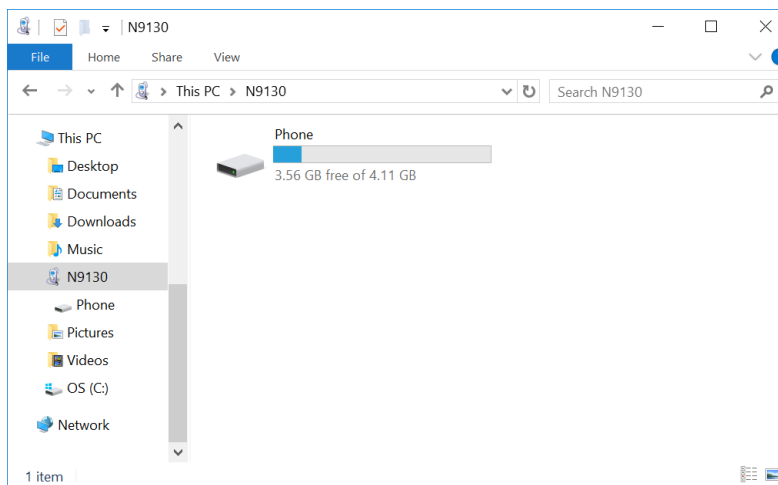 N9130
File Home Share View
This PC N9130
Search N9130
This PC
Desktop
Documents
Downloads
Music
N9130
Phone
Pictures
Videos
OS (C:)
Network
Phone
3.56 GB free of 4.11 GB
1 item